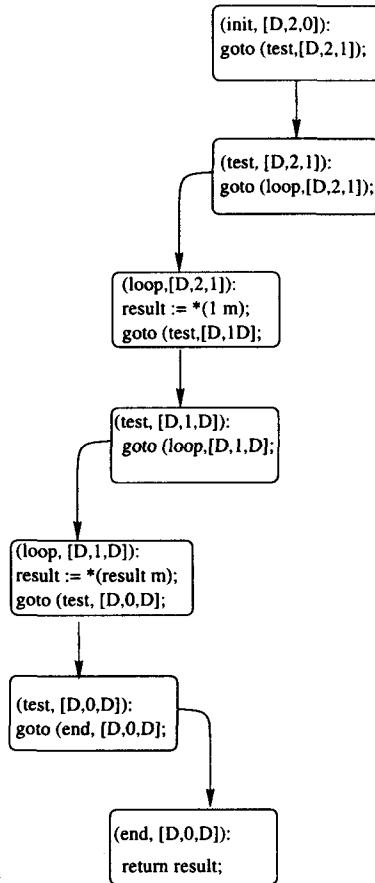 (init, [D,2,0]):
goto (test,[D,2,1]);
(test, [D,2,1]):
goto (loop,[D,2,1]);
(loop,[D,2,1]):
result := *(1 m);
goto (test,[D,1D];
(test, [D,1,D]):
goto (loop,[D,1,D];
(loop, [D,1,D]):
result := *(result m);
goto (test, [D,0,D];
(test, [D,0,D]):
goto (end, [D,0,D];
(end, [D,0,D]):
return result;